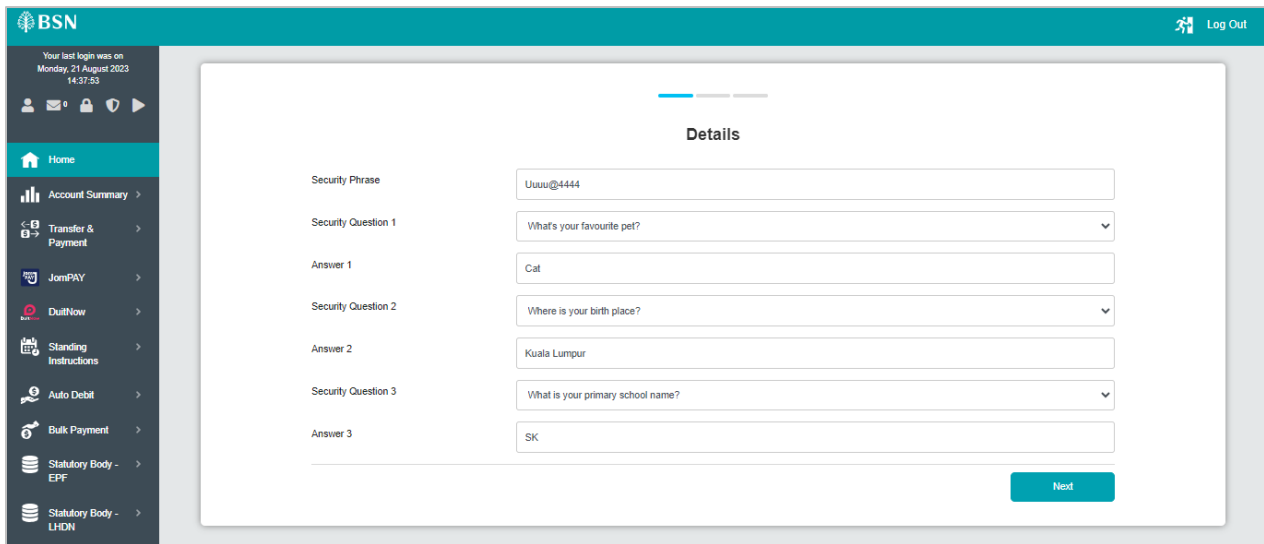 BSN
Log Out
Your last login was on
Monday, 21 August 2023
14:37:53
0
Home
Account Summary
Transfer &
Payment
JomPAY
DuitNow
Standing
Instructions
Auto Debit
Bulk Payment
Statutory Body -
EPF
Statutory Body -
LHDN
Details
Security Phrase
Uuuu@4444
Security Question 1
What's your favourite pet?
Answer 1
Cat
Security Question 2
Where is your birth place?
Answer 2
Kuala Lumpur
Security Question 3
What is your primary school name?
Answer 3
SK
Next